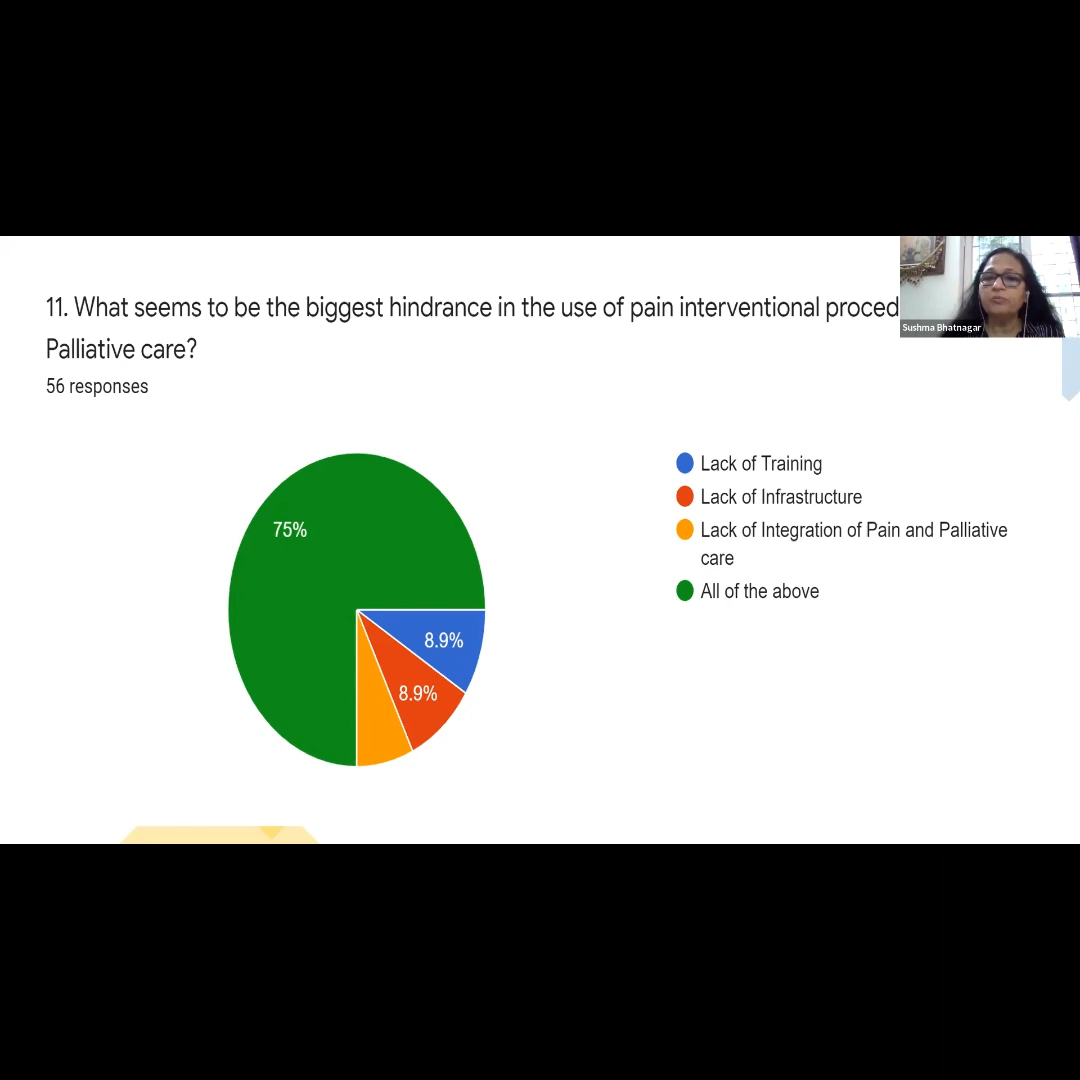 11. What seems to be the biggest hindrance in the use of pain interventional proced
Palliative care?
56 responses
Sushma Bhatnagar
75%
8.9%
8.9%
Lack of Training
Lack of Infrastructure
Lack of Integration of Pain and Palliative
care
All of the above